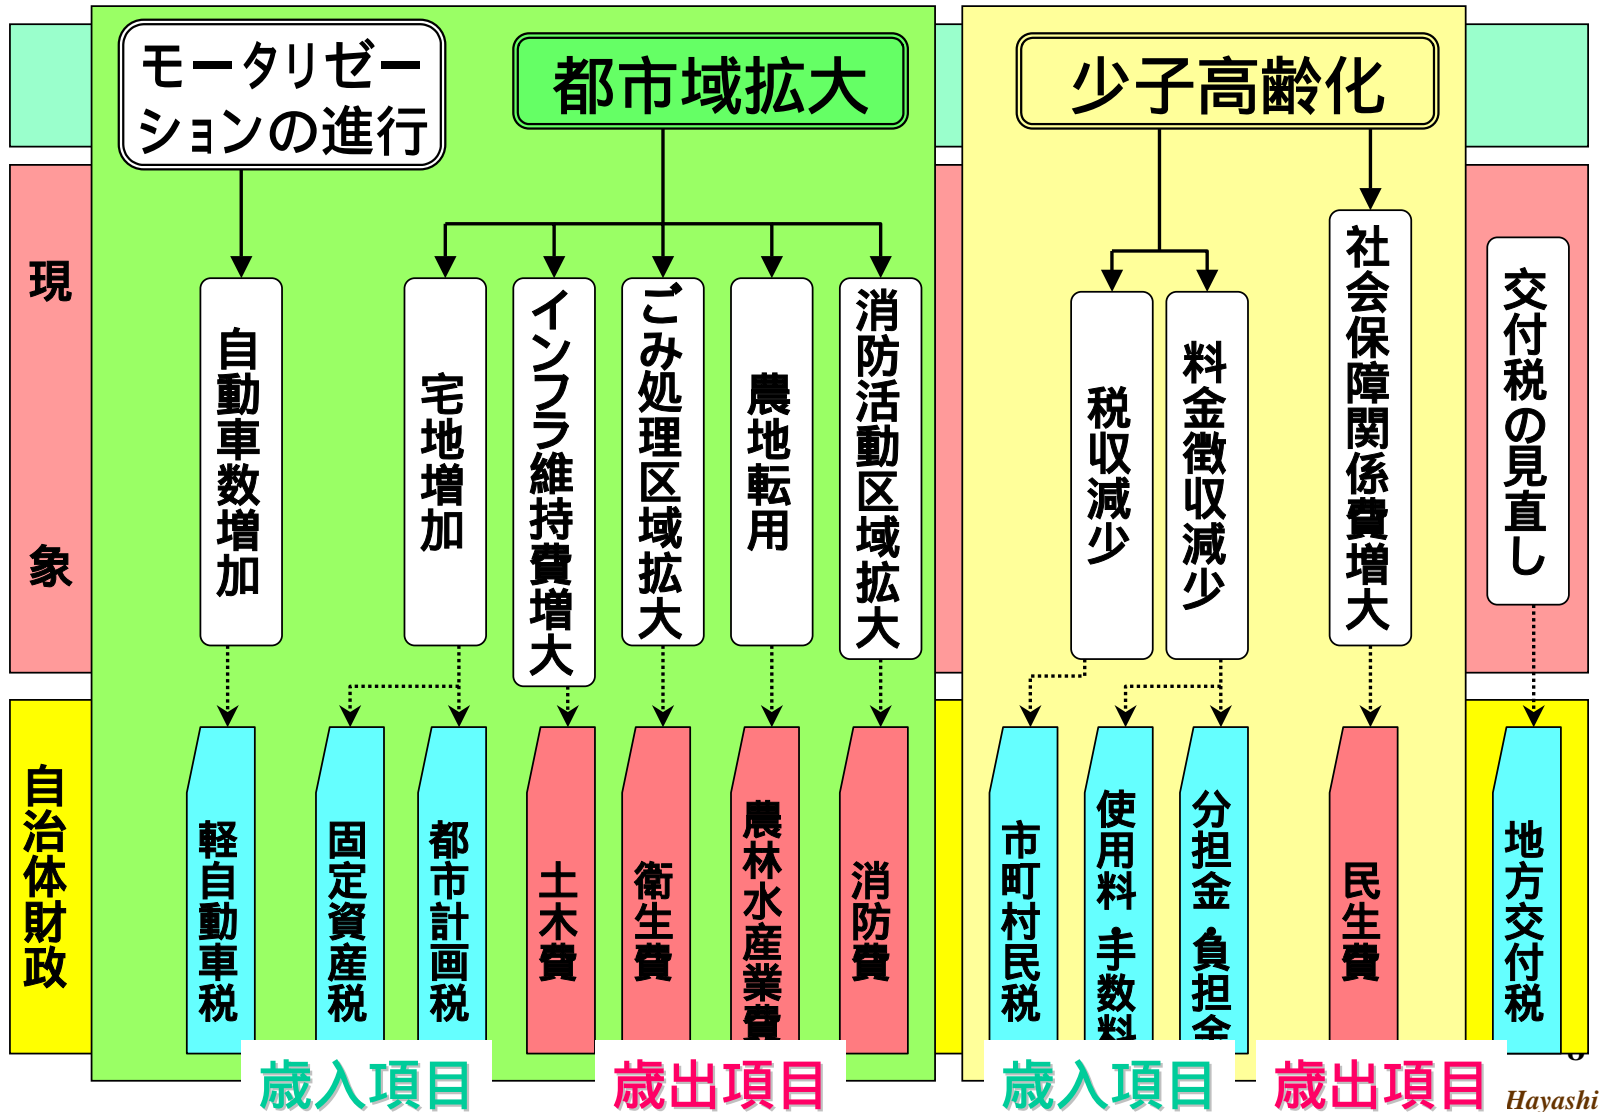 モータリゼー
ションの進行
都市域拡大
少子高齢化
現象
自動車数増加
宅地増加
インフラ維持費増大
ごみ処理区域拡大
農地転用
消防活動区域拡大
税収減少
料金徴収減少
社会保障関係費増大
交付税の見直し
自治体財政
軽自動車税
固定資産税
都市計画税
土木費
衛生費
農林水産業費
消防費
市町村民税
使用料・手数料
分担金・負担金
民生費
地方交付税
歳入項目
歳出項目
歳入項目
歳出項目
Hayashi